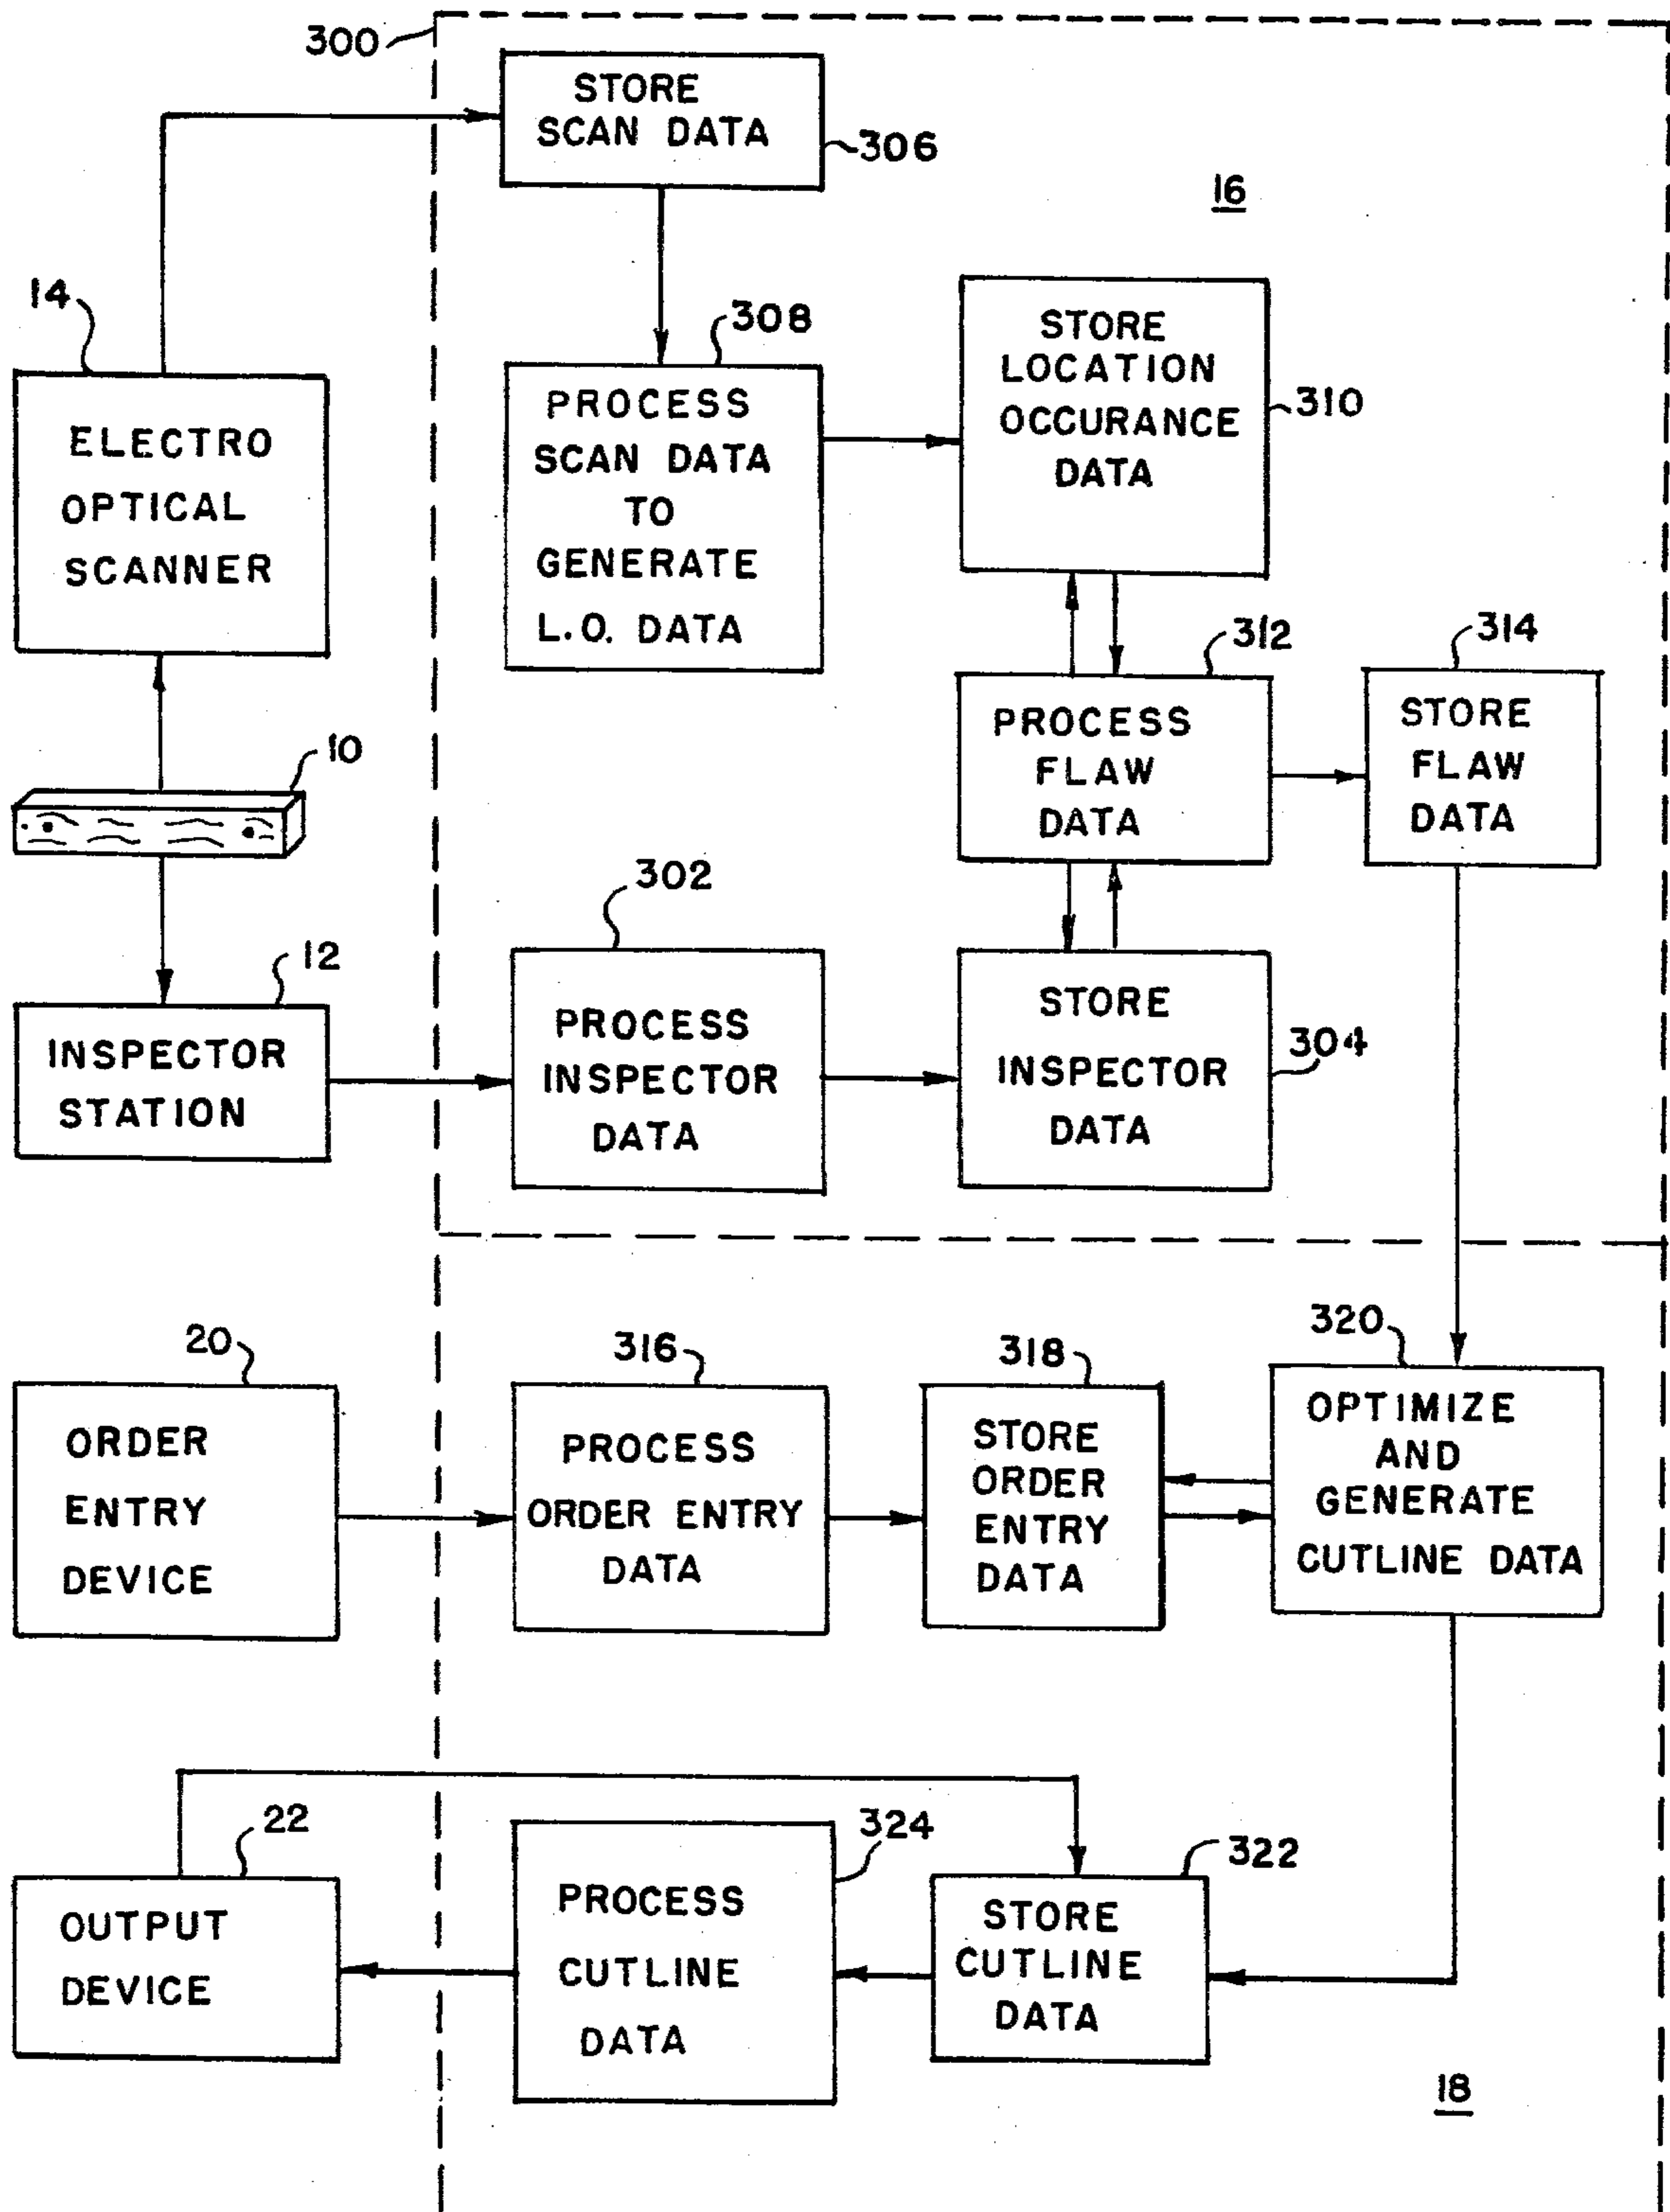 300
STORE
SCAN DATA
306
16
14
ELECTRO
OPTICAL
SCANNER
308
PROCESS
SCAN DATA
TO
GENERATE
L.O. DATA
STORE
LOCATION
OCCURANCE
DATA
310
10
312
PROCESS
FLAW
DATA
314
STORE
FLAW
DATA
12
INSPECTOR
STATION
302
PROCESS
INSPECTOR
DATA
STORE
INSPECTOR
DATA
304
20
ORDER
ENTRY
DEVICE
316
PROCESS
ORDER ENTRY
DATA
318
STORE
ORDER
ENTRY
DATA
320
OPTIMIZE
AND
GENERATE
CUTLINE DATA
22
OUTPUT
DEVICE
324
PROCESS
CUTLINE
DATA
322
STORE
CUTLINE
DATA
18